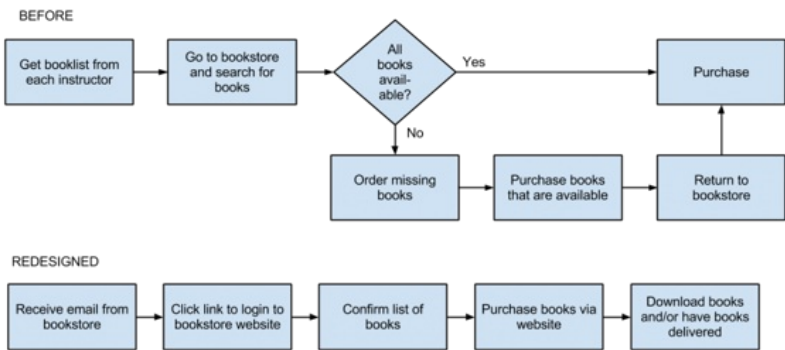 BEFORE
Get booklist from
each instructor
Go to bookstore
and search for
books
All
books
avail-
able?
Yes
Purchase
No
Order missing
books
Purchase books
that are available
Return to
bookstore
REDESIGNED
Receive email from
bookstore
Click link to login to
bookstore website
Confirm list of
books
Purchase books via
website
Download books
and/or have books
delivered